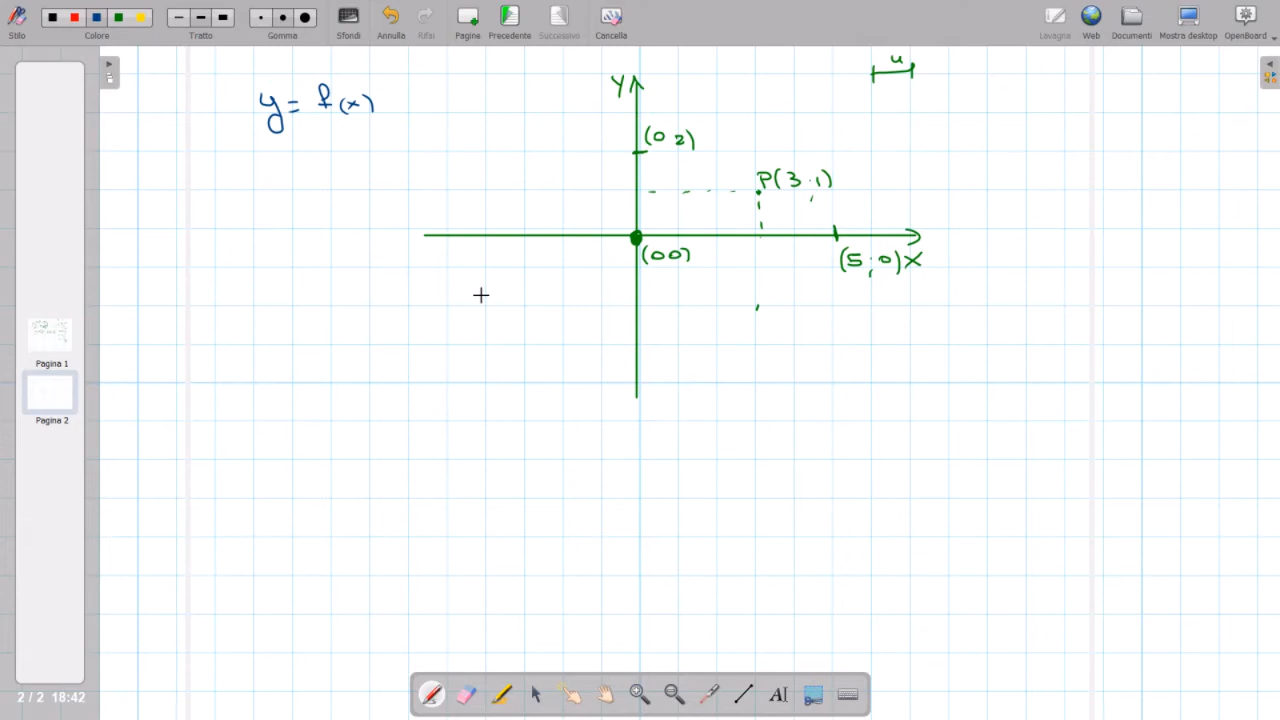 Stilo
Colore
Tratto
Gomma
Sfondi
Annulla
Rifai
Pagine
Precedente
Successivo
Cancella
Lavagna
Web
Documenti
Mostra desktop
OpenBoard
u
y = f(x)
Y
(0 2)
P(3 ; 1)
(0 0)
(5 ; 0) X
Pagina 1
Pagina 2
2 / 2 18:42
AI